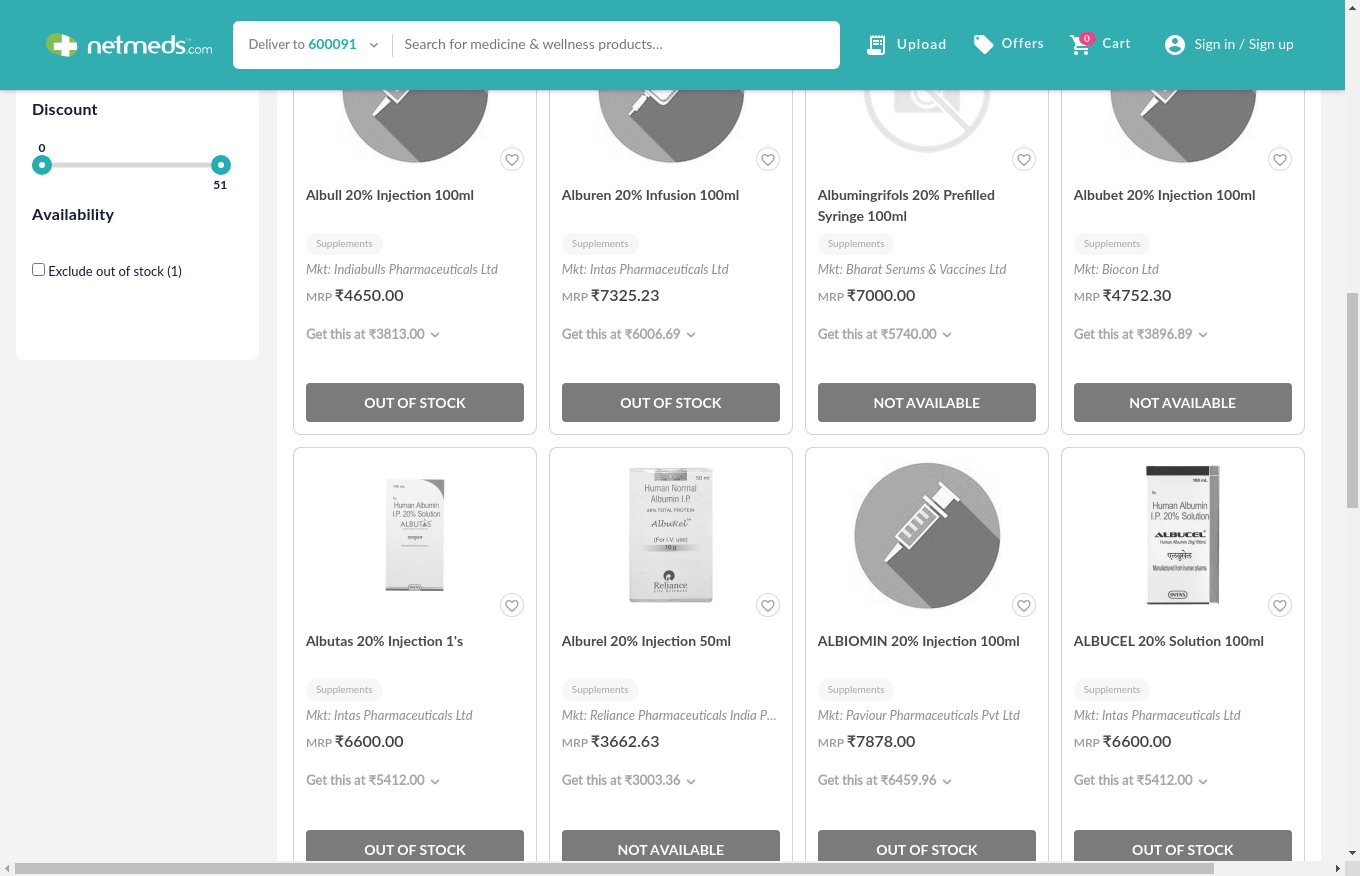 netmeds.com
Deliver to 600091
Search for medicine & wellness products...
Upload
Offers
0
Cart
Sign in / Sign up
Discount
0
51
Availability
Exclude out of stock (1)
Albull 20% Injection 100ml
Supplements
Mkt: Indiabulls Pharmaceuticals Ltd
MRP ₹4650.00
Get this at ₹3813.00
OUT OF STOCK
Alburen 20% Infusion 100ml
Supplements
Mkt: Intas Pharmaceuticals Ltd
MRP ₹7325.23
Get this at ₹6006.69
OUT OF STOCK
Albumingrifols 20% Prefilled
Syringe 100ml
Supplements
Mkt: Bharat Serums & Vaccines Ltd
MRP ₹7000.00
Get this at ₹5740.00
NOT AVAILABLE
Albubet 20% Injection 100ml
Supplements
Mkt: Biocon Ltd
MRP ₹4752.30
Get this at ₹3896.89
NOT AVAILABLE
100 mL
Human Albumin
I.P. 20% Solution
ALBUTAS
INTAS
Albutas 20% Injection 1's
Supplements
Mkt: Intas Pharmaceuticals Ltd
MRP ₹6600.00
Get this at ₹5412.00
OUT OF STOCK
50 ml
Human Normal
Albumin I.P.
20% TOTAL PROTEIN
AlbuRel™
(For I.V. use)
10 g
Reliance
Life Sciences
Alburel 20% Injection 50ml
Supplements
Mkt: Reliance Pharmaceuticals India P...
MRP ₹3662.63
Get this at ₹3003.36
NOT AVAILABLE
ALBIOMIN 20% Injection 100ml
Supplements
Mkt: Paviour Pharmaceuticals Pvt Ltd
MRP ₹7878.00
Get this at ₹6459.96
OUT OF STOCK
100 mL
Rx
Human Albumin
I.P. 20% Solution
ALBUCEL
Human Albumin 20g/100mL
एलबुसेल
Manufactured from human plasma
INTAS
ALBUCEL 20% Solution 100ml
Supplements
Mkt: Intas Pharmaceuticals Ltd
MRP ₹6600.00
Get this at ₹5412.00
OUT OF STOCK